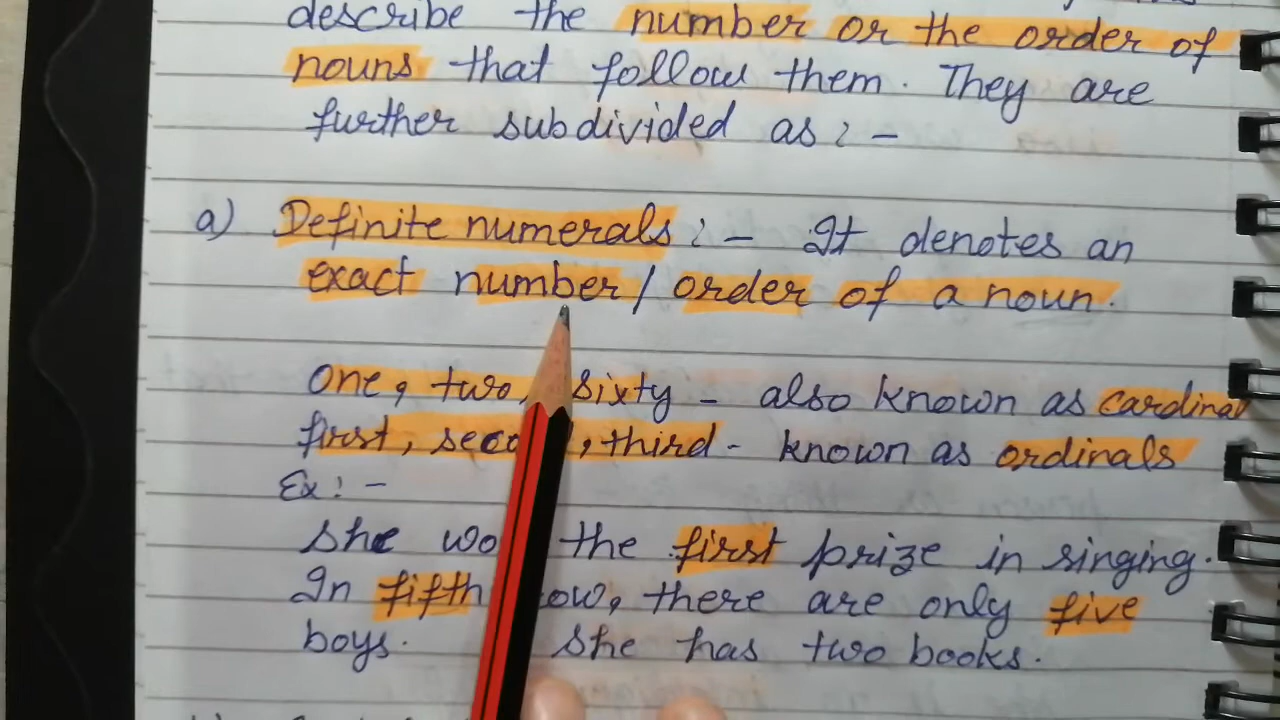 describe the number or the order of
nouns that follow them. They are
further subdivided as :-
a) Definite numerals :- It denotes an
exact number / order of a noun.
One, two, sixty - also known as cardinal
first, second, third - known as ordinals
Ex :-
She wo the first prize in singing.
In fifth ow, there are only five
boys. She has two books.